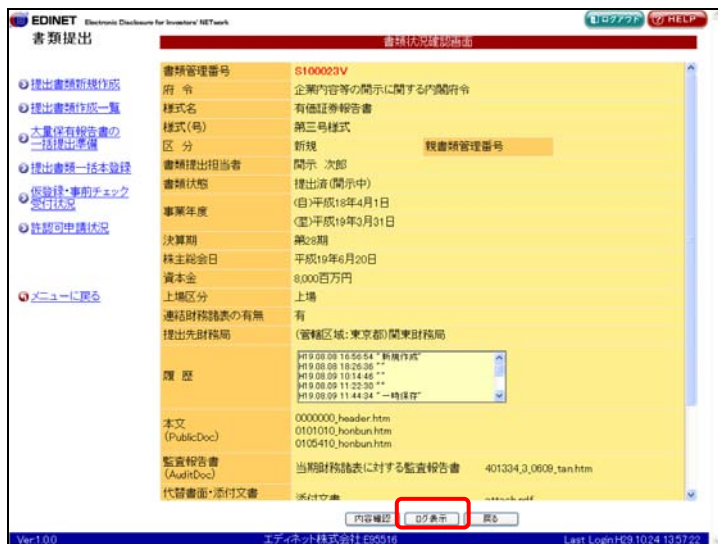 EDINET Electronic Disclosure for Investors' NETwork
ログアウト
HELP
書類提出
書類状況確認画面
提出書類新規作成
提出書類作成一覧
大量保有報告書の
一括提出準備
提出書類一括本登録
仮登録・事前チェック
受付状況
許認可申請状況
メニューに戻る
書類管理番号 S100023V
府 令 企業内容等の開示に関する内閣府令
様式名 有価証券報告書
様式(号) 第三号様式
区 分 新規 親書類管理番号
書類提出担当者 開示 次郎
書類状態 提出済(開示中)
事業年度 (自)平成18年4月1日
(至)平成19年3月31日
決算期 第28期
株主総会日 平成19年6月20日
資本金 8,000百万円
上場区分 上場
連結財務諸表の有無 有
提出先財務局 (管轄区域:東京都)関東財務局
履 歴
H19.08.08 16:56:54 "新規作成"
H19.08.08 18:26:36 ""
H19.08.09 10:14:46 ""
H19.08.09 11:22:30 ""
H19.08.09 11:44:34 "一時保存"
本文
(PublicDoc)
0000000_header.htm
0101010_honbun.htm
0105410_honbun.htm
監査報告書
(AuditDoc)
当期財務諸表に対する監査報告書 401334_3_0609_tan.htm
代替書面・添付文書 添付文書 attach.pdf
内容確認 ログ表示 戻る
Ver1.0.0 エディネット株式会社 E95516 Last Login:H29.10.24 13:57:22